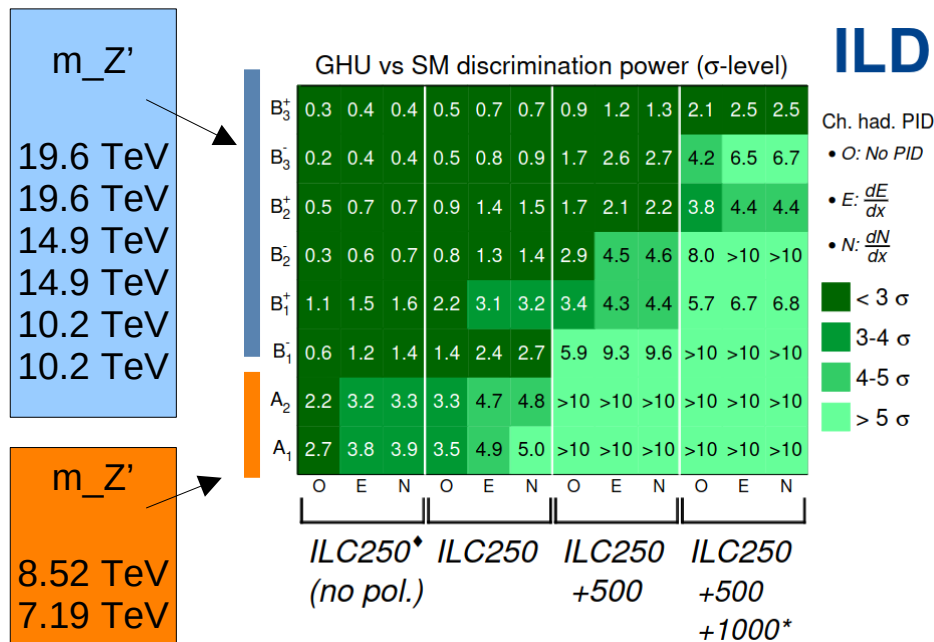 m_Z'
19.6 TeV
19.6 TeV
14.9 TeV
14.9 TeV
10.2 TeV
10.2 TeV
m_Z'
8.52 TeV
7.19 TeV
ILD
GHU vs SM discrimination power (σ-level)
B₃⁺ 0.3 0.4 0.4 0.5 0.7 0.7 0.9 1.2 1.3 2.1 2.5 2.5
B₃⁻ 0.2 0.4 0.4 0.5 0.8 0.9 1.7 2.6 2.7 4.2 6.5 6.7
B₂⁺ 0.5 0.7 0.7 0.9 1.4 1.5 1.7 2.1 2.2 3.8 4.4 4.4
B₂⁻ 0.3 0.6 0.7 0.8 1.3 1.4 2.9 4.5 4.6 8.0 >10 >10
B₁⁺ 1.1 1.5 1.6 2.2 3.1 3.2 3.4 4.3 4.4 5.7 6.7 6.8
B₁⁻ 0.6 1.2 1.4 1.4 2.4 2.7 5.9 9.3 9.6 >10 >10 >10
A₂ 2.2 3.2 3.3 3.3 4.7 4.8 >10 >10 >10 >10 >10 >10
A₁ 2.7 3.8 3.9 3.5 4.9 5.0 >10 >10 >10 >10 >10 >10
O E N O E N O E N O E N
ILC250♦ (no pol.)
ILC250
ILC250 +500
ILC250 +500 +1000*
Ch. had. PID
• O: No PID
• E: dE/dx
• N: dN/dx
< 3 σ
3-4 σ
4-5 σ
> 5 σ